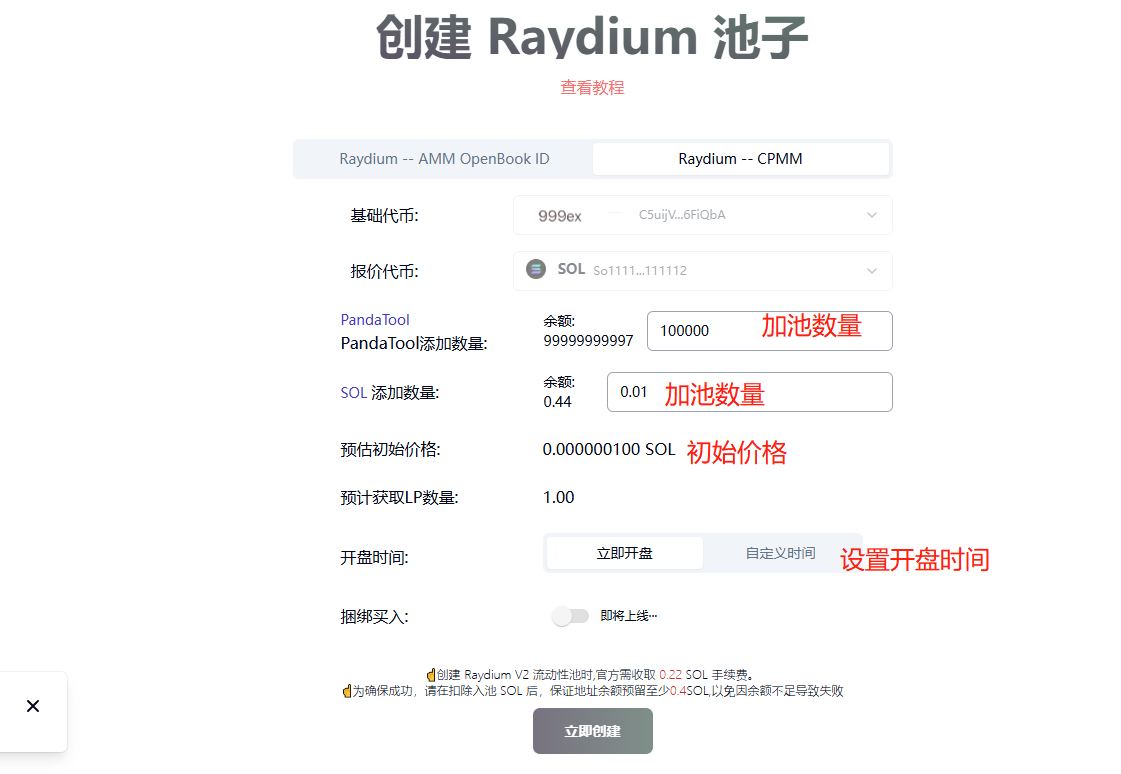 创建 Raydium 池子
查看教程
Raydium -- AMM OpenBook ID
Raydium -- CPMM
基础代币:
999ex
C5uijV...6FiQbA
报价代币:
SOL
So1111...111112
PandaTool
PandaTool添加数量:
余额:
99999999997
100000
加池数量
SOL 添加数量:
余额:
0.44
0.01
加池数量
预估初始价格:
0.000000100 SOL
初始价格
预计获取LP数量:
1.00
开盘时间:
立即开盘
自定义时间
设置开盘时间
捆绑买入:
即将上线···
☝创建 Raydium V2 流动性池时,官方需收取 0.22 SOL 手续费。
☝为确保成功，请在扣除入池 SOL 后，保证地址余额预留至少0.4SOL,以免因余额不足导致失败
立即创建